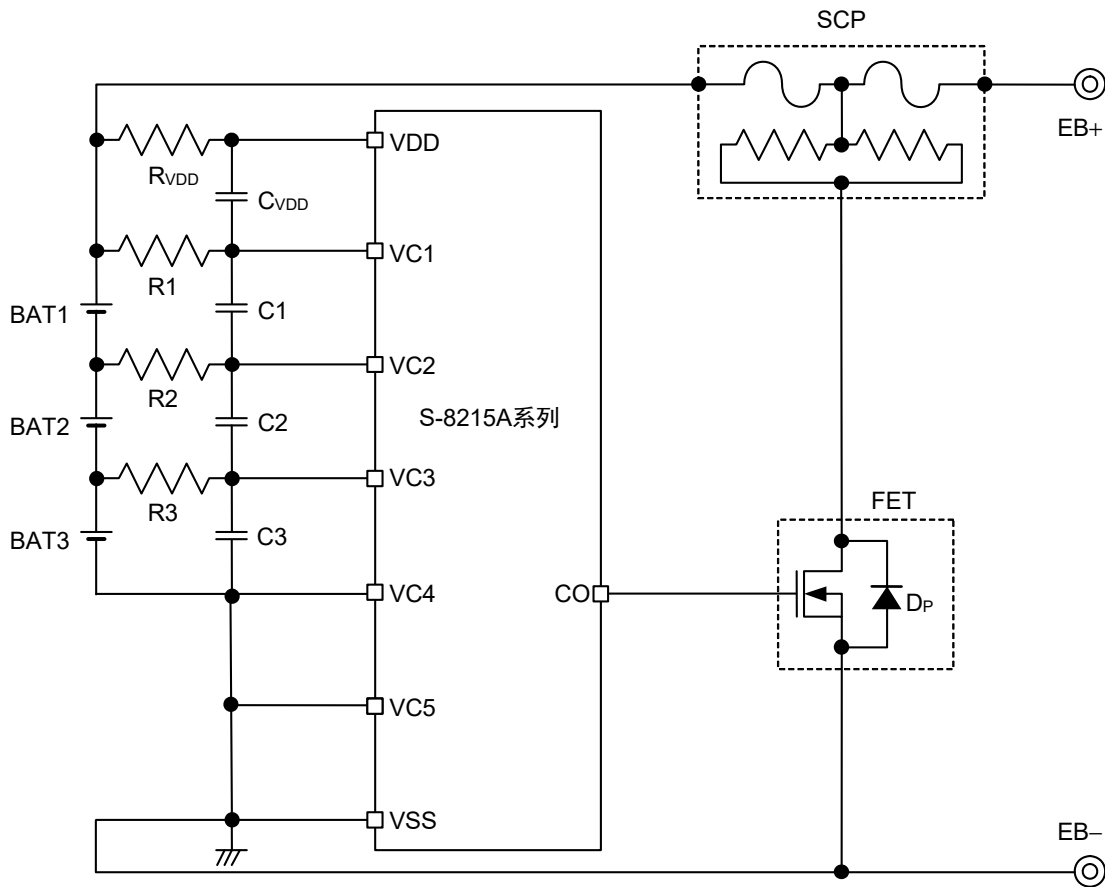 SCP
EB+
VDD
RVDD
CVDD
VC1
R1
BAT1
C1
VC2
R2
S-8215A系列
BAT2
C2
VC3
R3
FET
BAT3
C3
VC4
CO
DP
VC5
VSS
EB−